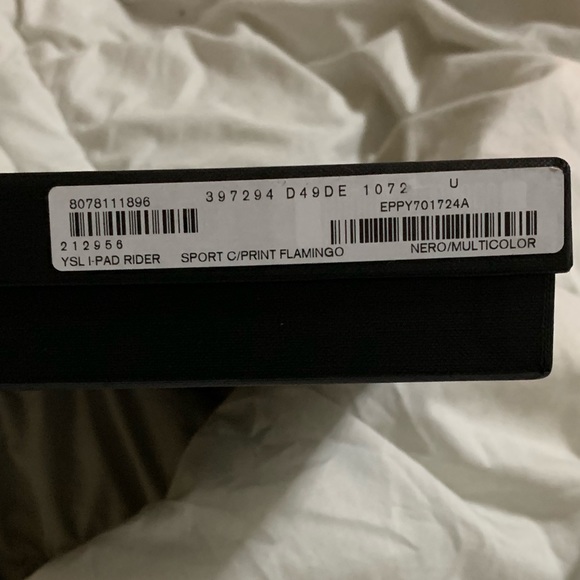 397294 D49DE 1072 U
8078111896 EPPY701724A
212956
YSL I-PAD RIDER SPORT C/PRINT FLAMINGO NERO/MULTICOLOR